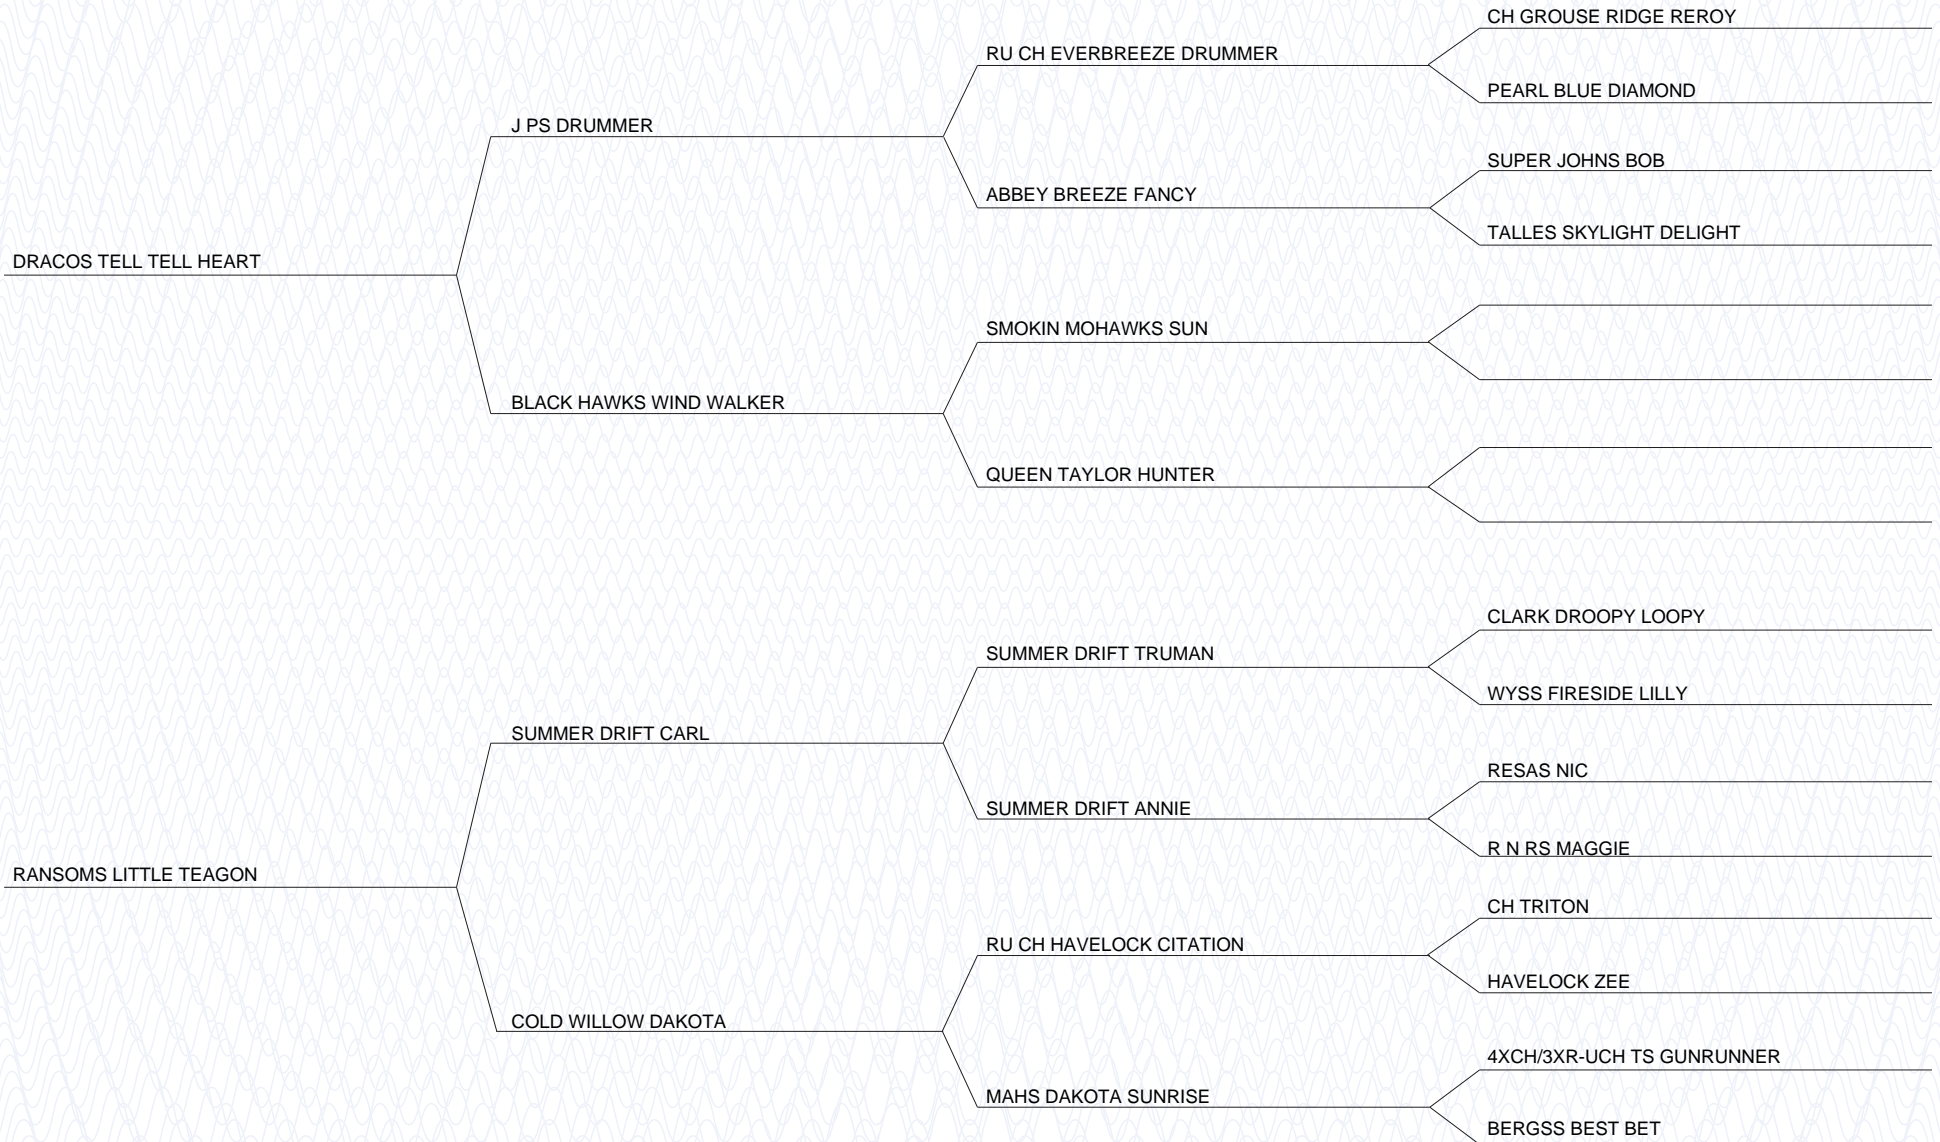 CH GROUSE RIDGE REROY
RU CH EVERBREEZE DRUMMER
PEARL BLUE DIAMOND
J PS DRUMMER
SUPER JOHNS BOB
ABBEY BREEZE FANCY
TALLES SKYLIGHT DELIGHT
DRACOS TELL TELL HEART
SMOKIN MOHAWKS SUN
BLACK HAWKS WIND WALKER
QUEEN TAYLOR HUNTER
CLARK DROOPY LOOPY
SUMMER DRIFT TRUMAN
WYSS FIRESIDE LILLY
SUMMER DRIFT CARL
RESAS NIC
SUMMER DRIFT ANNIE
R N RS MAGGIE
RANSOMS LITTLE TEAGON
CH TRITON
RU CH HAVELOCK CITATION
HAVELOCK ZEE
COLD WILLOW DAKOTA
4XCH/3XR-UCH TS GUNRUNNER
MAHS DAKOTA SUNRISE
BERGSS BEST BET